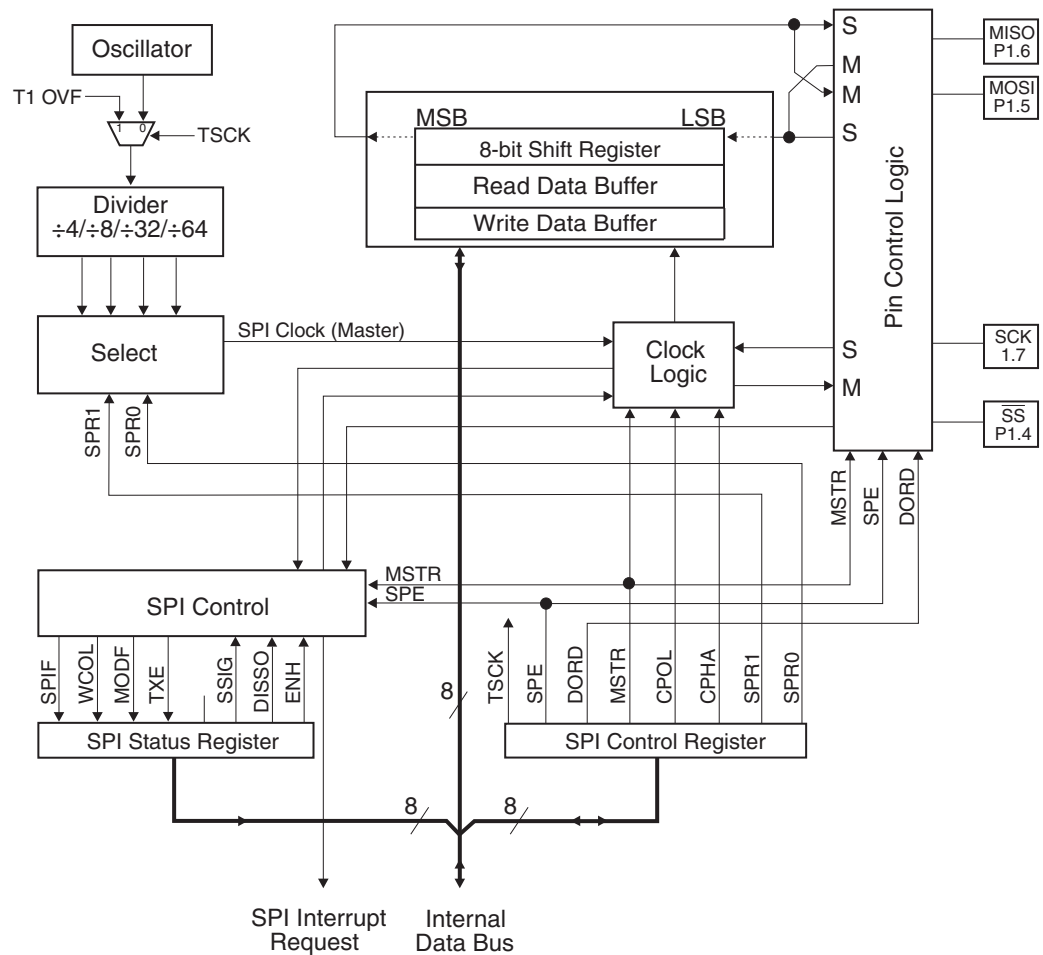 Oscillator
T1 OVF
1 0
TSCK
Divider
÷4/÷8/÷32/÷64
Select
SPI Clock (Master)
SPR1
SPR0
MSB
LSB
8-bit Shift Register
Read Data Buffer
Write Data Buffer
Clock
Logic
S
M
M
S
S
M
Pin Control Logic
MISO
P1.6
MOSI
P1.5
SCK
1.7
SS
P1.4
MSTR
SPE
DORD
SPI Control
MSTR
SPE
SPIF
WCOL
MODF
TXE
SSIG
DISSO
ENH
SPI Status Register
8
TSCK
SPE
DORD
MSTR
CPOL
CPHA
SPR1
SPR0
SPI Control Register
8
8
SPI Interrupt
Request
Internal
Data Bus